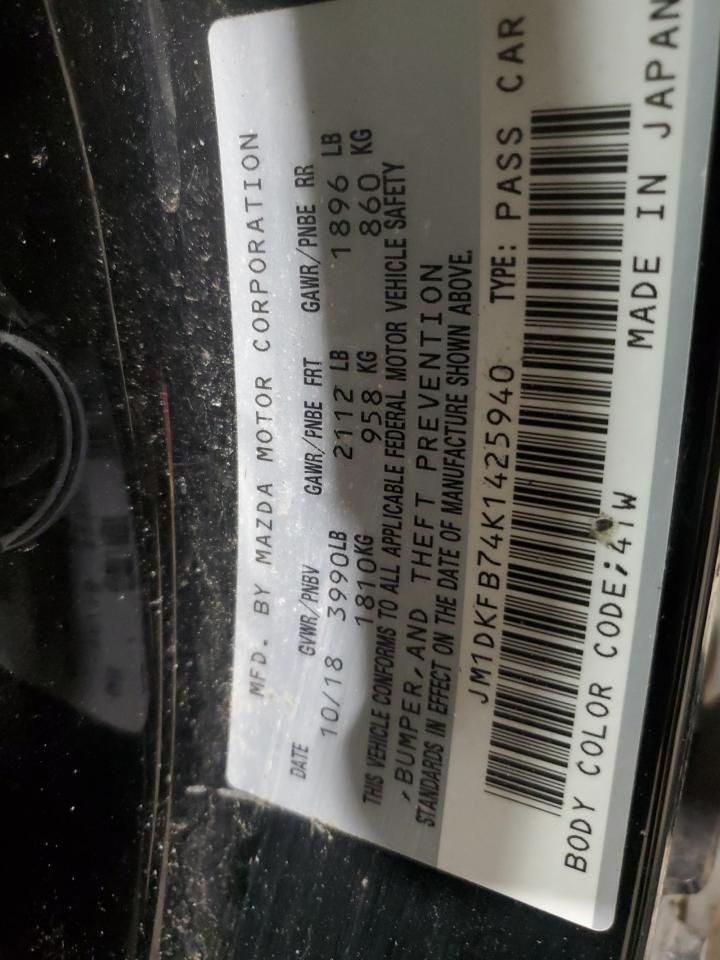 MFD. BY MAZDA MOTOR CORPORATION
DATE GVWR/PNBV GAWR/PNBE FRT GAWR/PNBE RR
10/18 3990LB 2112 LB 1896 LB
1810KG 958 KG 860 KG
THIS VEHICLE CONFORMS TO ALL APPLICABLE FEDERAL MOTOR VEHICLE SAFETY
,BUMPER,AND THEFT PREVENTION
STANDARDS IN EFFECT ON THE DATE OF MANUFACTURE SHOWN ABOVE.
JM1DKFB74K1425940 TYPE: PASS CAR
BODY COLOR CODE;41W MADE IN JAPAN